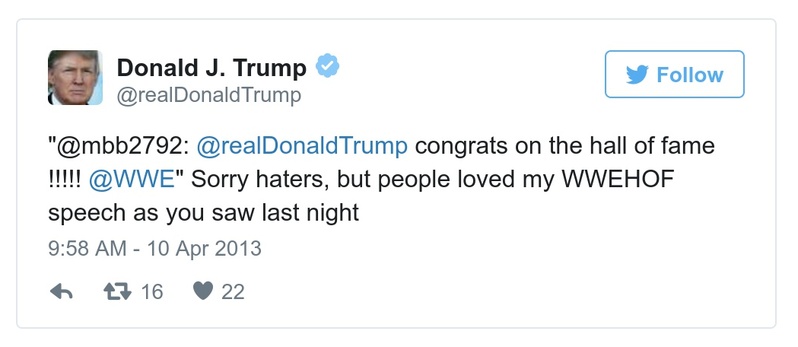 Donald J. Trump
@realDonaldTrump
Follow
"@mbb2792: @realDonaldTrump congrats on the hall of fame
!!!!! @WWE" Sorry haters, but people loved my WWEHOF
speech as you saw last night
9:58 AM - 10 Apr 2013
16 22